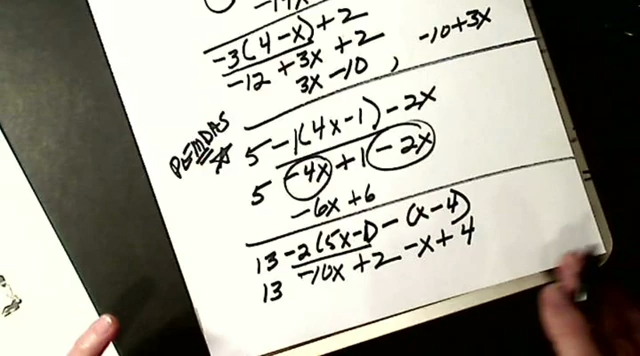 -14x
-3(4-x)+2
-12+3x+2
3x-10, -10+3x
PEMDAS
5-1(4x-1)-2x
5-4x+1-2x
-6x+6
13-2(5x-1)-(x-4)
13-10x+2-x+4